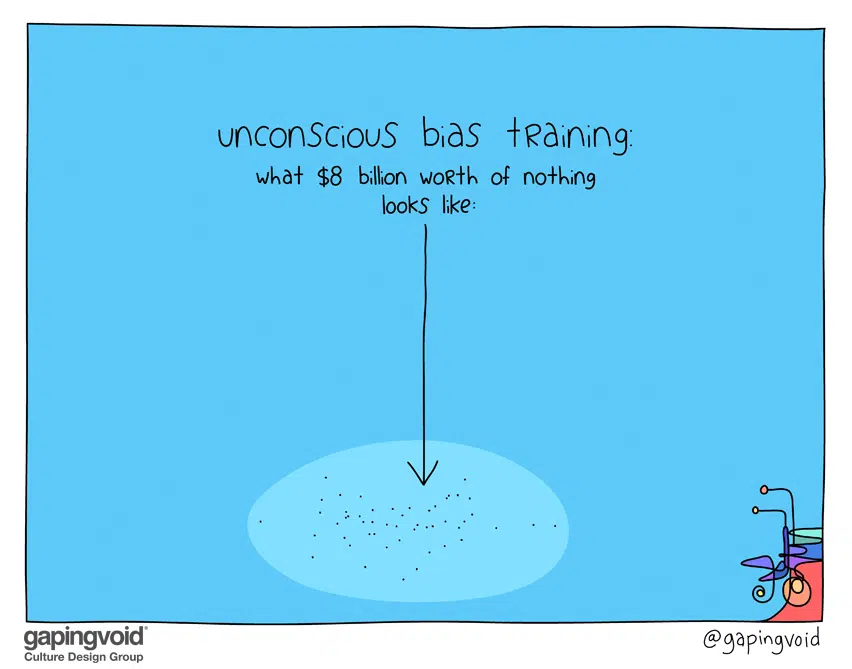 unconscious bias training:
what $8 billion worth of nothing
looks like:
gapingvoid®
Culture Design Group
@gapingvoid